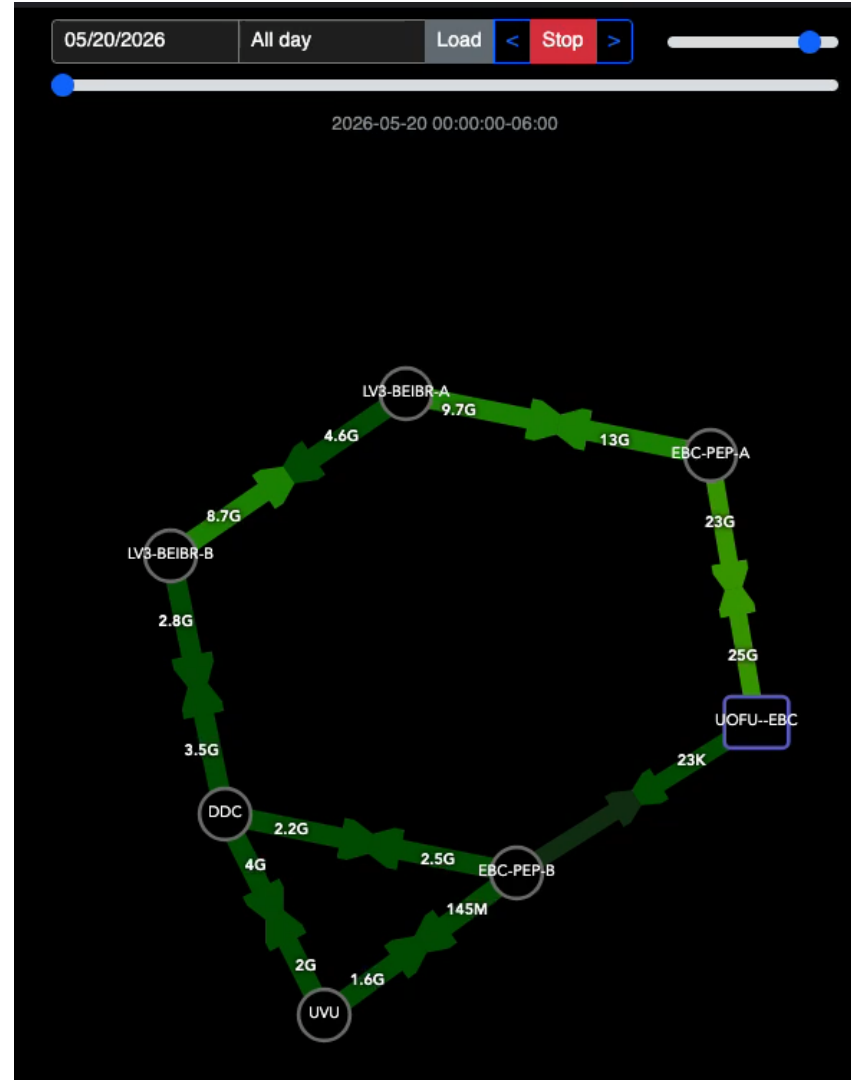 05/20/2026 All day Load < Stop >
2026-05-20 00:00:00-06:00
LV3-BEIBR-A
9.7G
4.6G
13G
EBC-PEP-A
8.7G
23G
LV3-BEIBR-B
2.8G
25G
UOFU--EBC
3.5G
23K
DDC
2.2G
2.5G
4G
EBC-PEP-B
145M
2G
1.6G
UVU